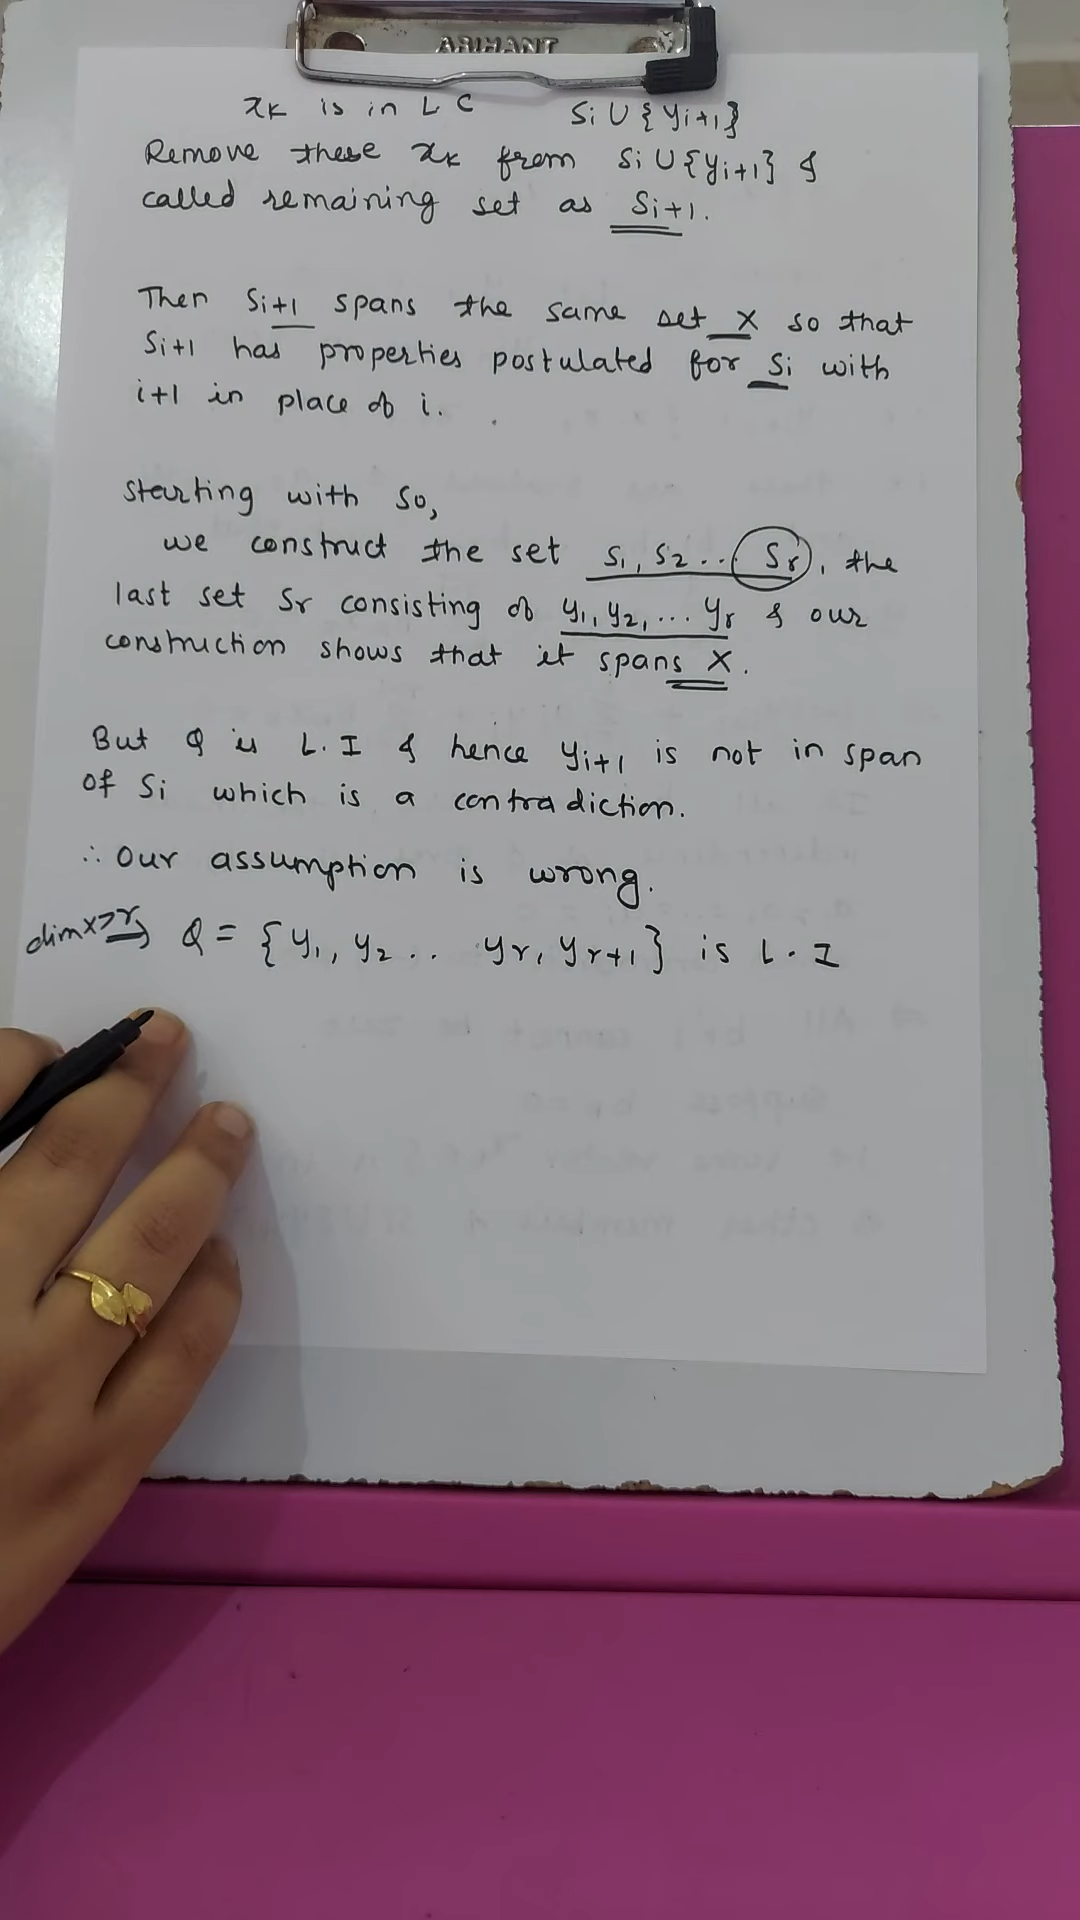 ARIHANT
xk is in L C Si U {yi+1}
Remove these xk from Si U {yi+1} &
called remaining set as Si+1.
Then Si+1 spans the same set X so that
Si+1 has properties postulated for Si with
i+1 in place of i.
starting with So,
we construct the set S1, S2 ... Sr, the
last set Sr consisting of y1, y2, ... yr & our
construction shows that it spans X.
But Q is L.I & hence yi+1 is not in span
of Si which is a contradiction.
∴ Our assumption is wrong.
dim X > r, Q = {y1, y2 .. yr, yr+1} is L.I